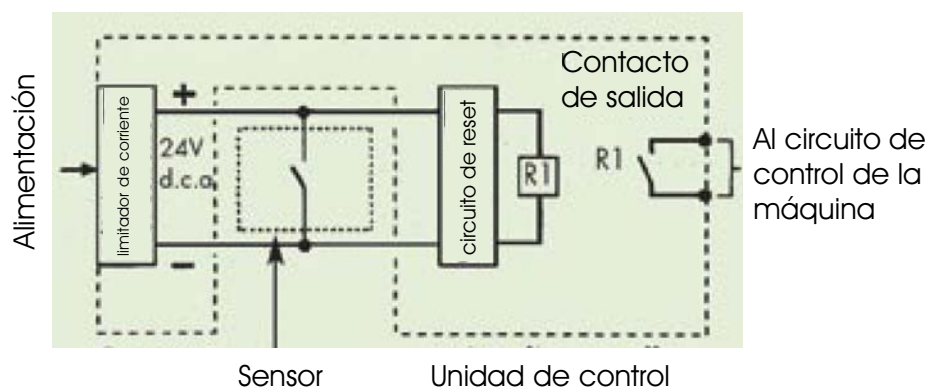 Alimentación
limitador de corriente
+
24V
d.c.a
–
circuito de reset
R1
Contacto
de salida
R1
Al circuito de
control de la
máquina
Sensor
Unidad de control